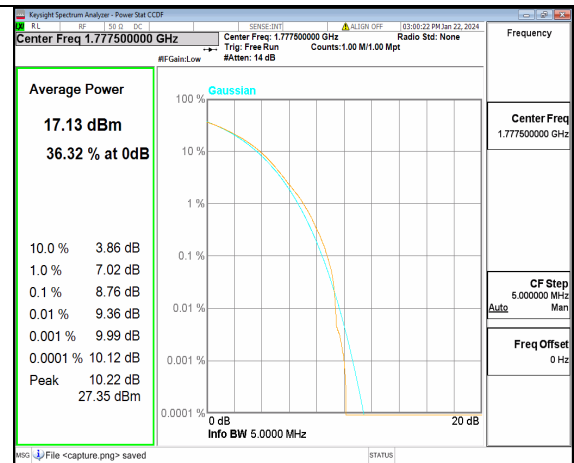 Keysight Spectrum Analyzer - Power Stat CCDF
RL RF 50 Ω DC SENSE:INT ALIGN OFF 03:00:22 PM Jan 22, 2024
Center Freq 1.777500000 GHz
Center Freq: 1.777500000 GHz Radio Std: None
Trig: Free Run Counts:1.00 M/1.00 Mpt
#IFGain:Low #Atten: 14 dB
Frequency
Average Power
17.13 dBm
36.32 % at 0dB
10.0 % 3.86 dB
1.0 % 7.02 dB
0.1 % 8.76 dB
0.01 % 9.36 dB
0.001 % 9.99 dB
0.0001 % 10.12 dB
Peak 10.22 dB
27.35 dBm
Gaussian
100 %
10 %
1 %
0.1 %
0.01 %
0.001 %
0.0001 %
0 dB 20 dB
Info BW 5.0000 MHz
Center Freq
1.777500000 GHz
CF Step
5.000000 MHz
Auto Man
Freq Offset
0 Hz
MSG File <capture.png> saved STATUS